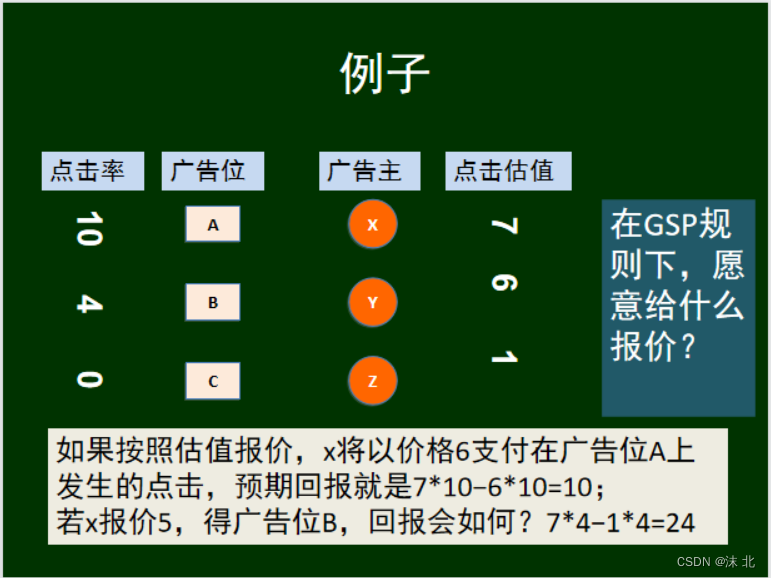 例子
点击率 广告位 广告主 点击估值
10 A X 7
4 B Y 6
0 C Z 1
在GSP规
则下，愿
意给什么
报价？
如果按照估值报价，x将以价格6支付在广告位A上
发生的点击，预期回报就是7*10−6*10=10；
若x报价5，得广告位B，回报会如何？7*4−1*4=24
CSDN @沫 北